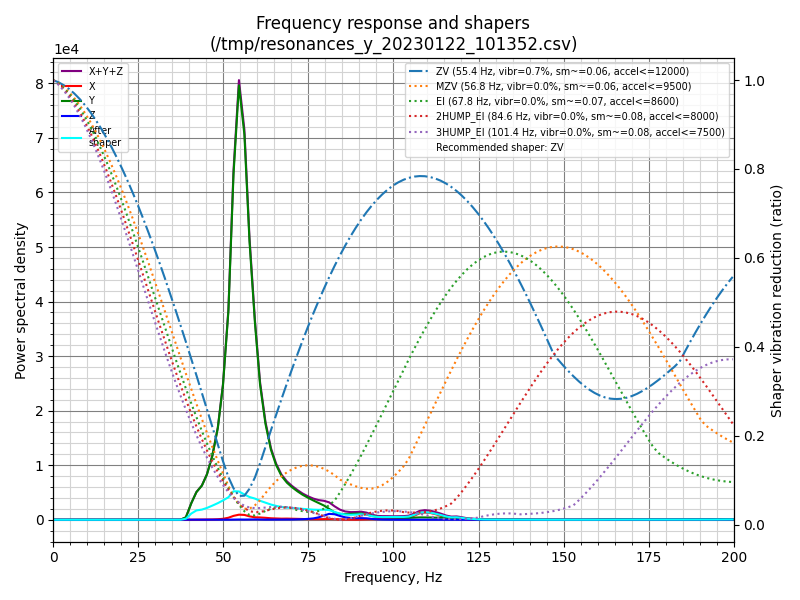 Frequency response and shapers
(/tmp/resonances_y_20230122_101352.csv)
1e4
X+Y+Z
X
Y
Z
After
shaper
ZV (55.4 Hz, vibr=0.7%, sm~=0.06, accel<=12000)
MZV (56.8 Hz, vibr=0.0%, sm~=0.06, accel<=9500)
EI (67.8 Hz, vibr=0.0%, sm~=0.07, accel<=8600)
2HUMP_EI (84.6 Hz, vibr=0.0%, sm~=0.08, accel<=8000)
3HUMP_EI (101.4 Hz, vibr=0.0%, sm~=0.08, accel<=7500)
Recommended shaper: ZV
8
7
6
5
4
3
2
1
0
Power spectral density
1.0
0.8
0.6
0.4
0.2
0.0
Shaper vibration reduction (ratio)
0 25 50 75 100 125 150 175 200
Frequency, Hz